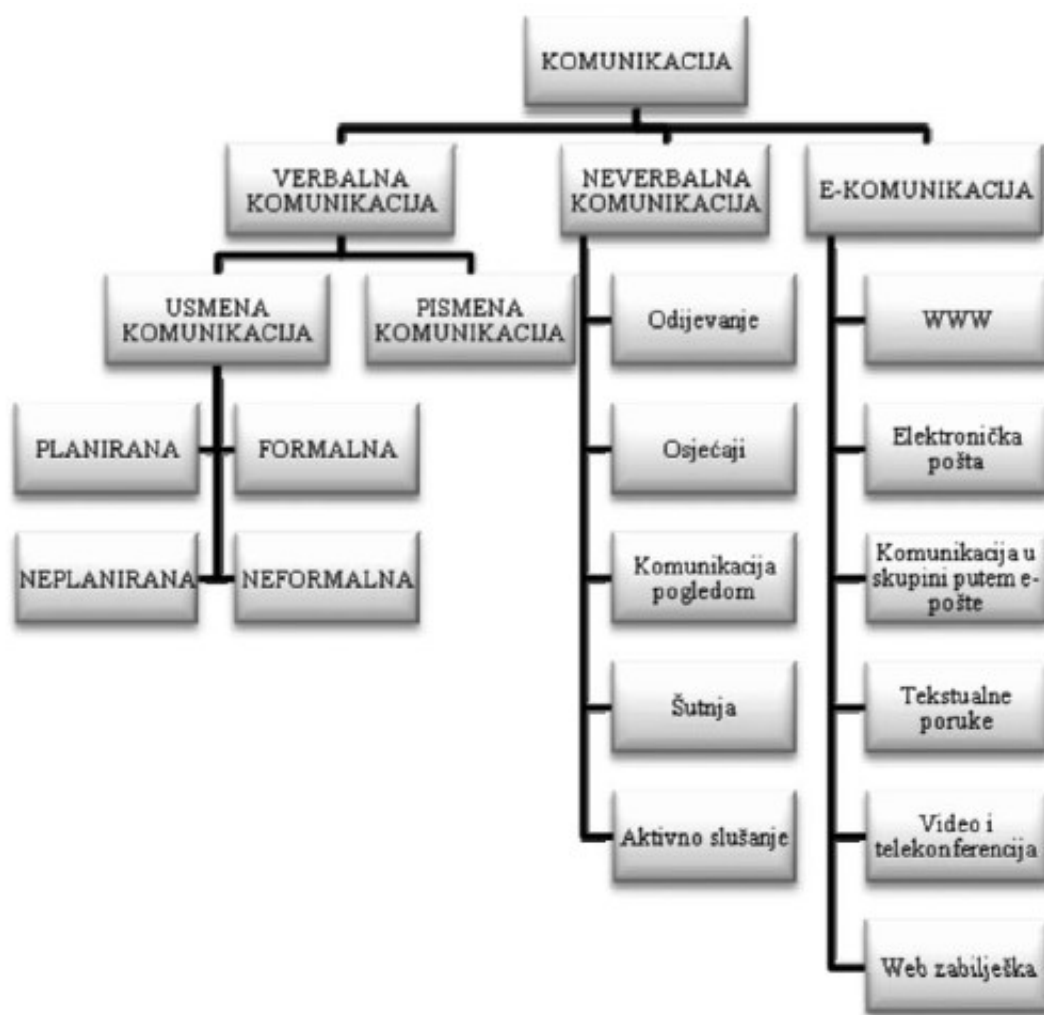 KOMUNIKACIJA
VERBALNA
KOMUNIKACIJA
NEVERBALNA
KOMUNIKACIJA
E-KOMUNIKACIJA
USMENA
KOMUNIKACIJA
PISMENA
KOMUNIKACIJA
PLANIRANA
FORMALNA
NEPLANIRANA
NEFORMALNA
Odijevanje
Osjećaji
Komunikacija
pogledom
Šutnja
Aktivno slušanje
WWW
Elektronička
pošta
Komunikacija u
skupini putem e-
pošte
Tekstualne
poruke
Video i
telekonferencija
Web zabilješka